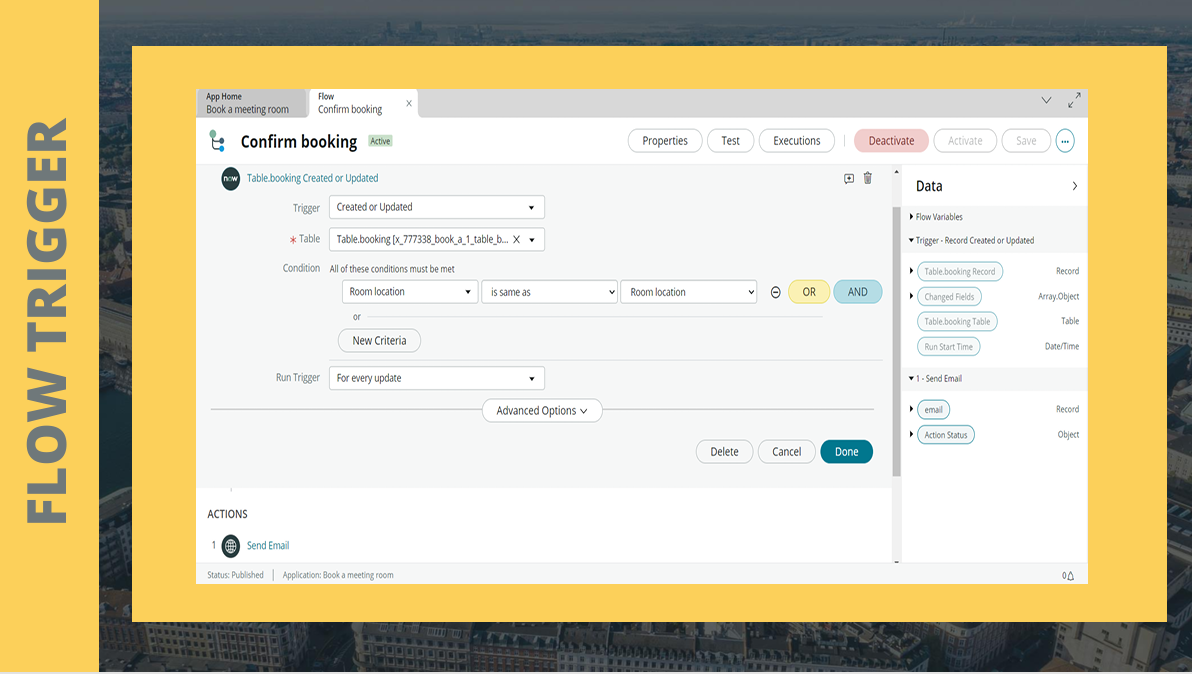 FLOW TRIGGER
App Home
Book a meeting room
Flow
Confirm booking
X
Confirm booking Active
Properties Test Executions Deactivate Activate Save ...
now Table.booking Created or Updated
Trigger Created or Updated
* Table Table.booking [x_777338_book_a_1_table_b... X
Condition All of these conditions must be met
Room location is same as Room location OR AND
or
New Criteria
Run Trigger For every update
Advanced Options
Delete Cancel Done
ACTIONS
1 Send Email
Status: Published Application: Book a meeting room 0
Data
Flow Variables
Trigger - Record Created or Updated
Table.booking Record Record
Changed Fields Array.Object
Table.booking Table Table
Run Start Time Date/Time
1 - Send Email
email Record
Action Status Object